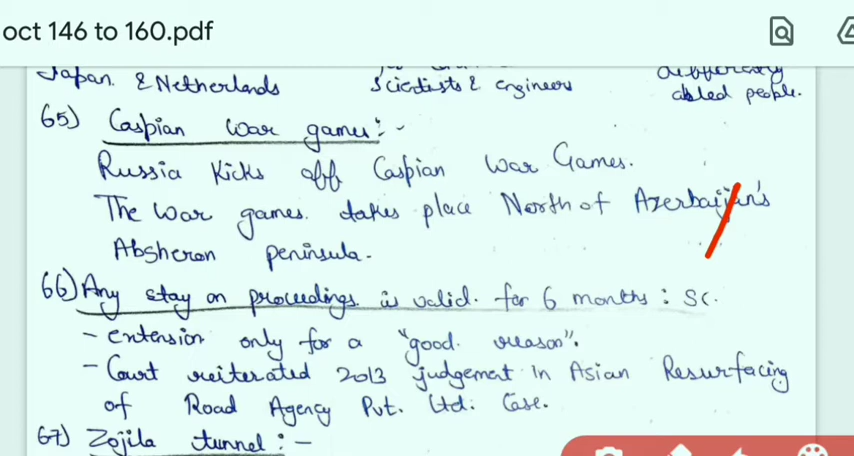 oct 146 to 160.pdf
Japan & Netherlands Scientists & engineers abled people.
65) Caspian War games:-
Russia Kicks off Caspian War Games.
The War games. takes place North of Azerbaijan's
Absheron peninsula.
66) Any stay on proceedings is valid. for 6 months: SC.
- extension only for a "good reason".
- Court reiterated 2013 judgement In Asian Resurfacing
of Road Agency Pvt. Ltd. Case.
67) Zojila tunnel:-